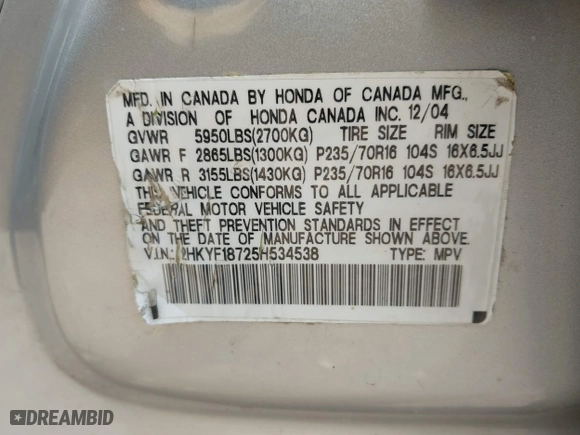 MFD. IN CANADA BY HONDA OF CANADA MFG.,
A DIVISION OF HONDA CANADA INC. 12/04
GVWR 5950LBS(2700KG) TIRE SIZE RIM SIZE
GAWR F 2865LBS(1300KG) P235/70R16 104S 16X6.5JJ
GAWR R 3155LBS(1430KG) P235/70R16 104S 16X6.5JJ
THIS VEHICLE CONFORMS TO ALL APPLICABLE
FEDERAL MOTOR VEHICLE SAFETY
AND THEFT PREVENTION STANDARDS IN EFFECT
ON THE DATE OF MANUFACTURE SHOWN ABOVE.
V.I.N.: 2HKYF18725H534538 TYPE: MPV
DREAMBID